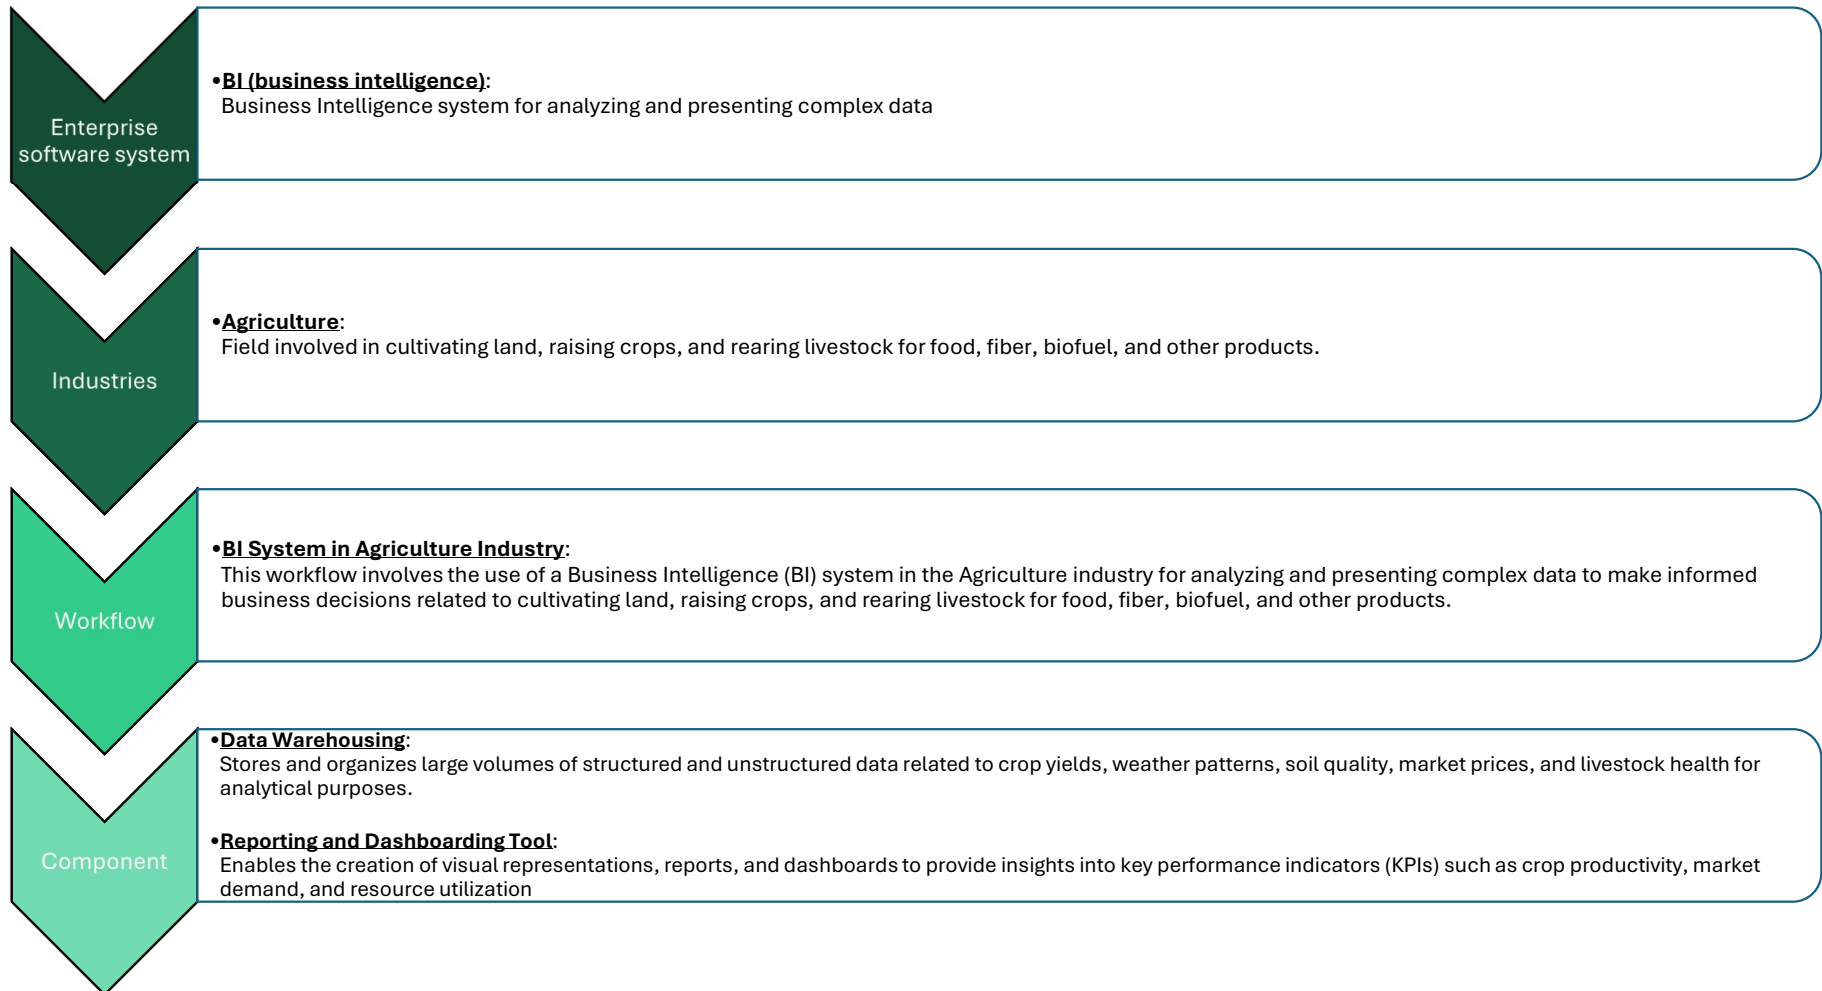 Enterprise
software system
•BI (business intelligence):
Business Intelligence system for analyzing and presenting complex data
Industries
•Agriculture:
Field involved in cultivating land, raising crops, and rearing livestock for food, fiber, biofuel, and other products.
Workflow
•BI System in Agriculture Industry:
This workflow involves the use of a Business Intelligence (BI) system in the Agriculture industry for analyzing and presenting complex data to make informed
business decisions related to cultivating land, raising crops, and rearing livestock for food, fiber, biofuel, and other products.
Component
•Data Warehousing:
Stores and organizes large volumes of structured and unstructured data related to crop yields, weather patterns, soil quality, market prices, and livestock health for
analytical purposes.
•Reporting and Dashboarding Tool:
Enables the creation of visual representations, reports, and dashboards to provide insights into key performance indicators (KPIs) such as crop productivity, market
demand, and resource utilization